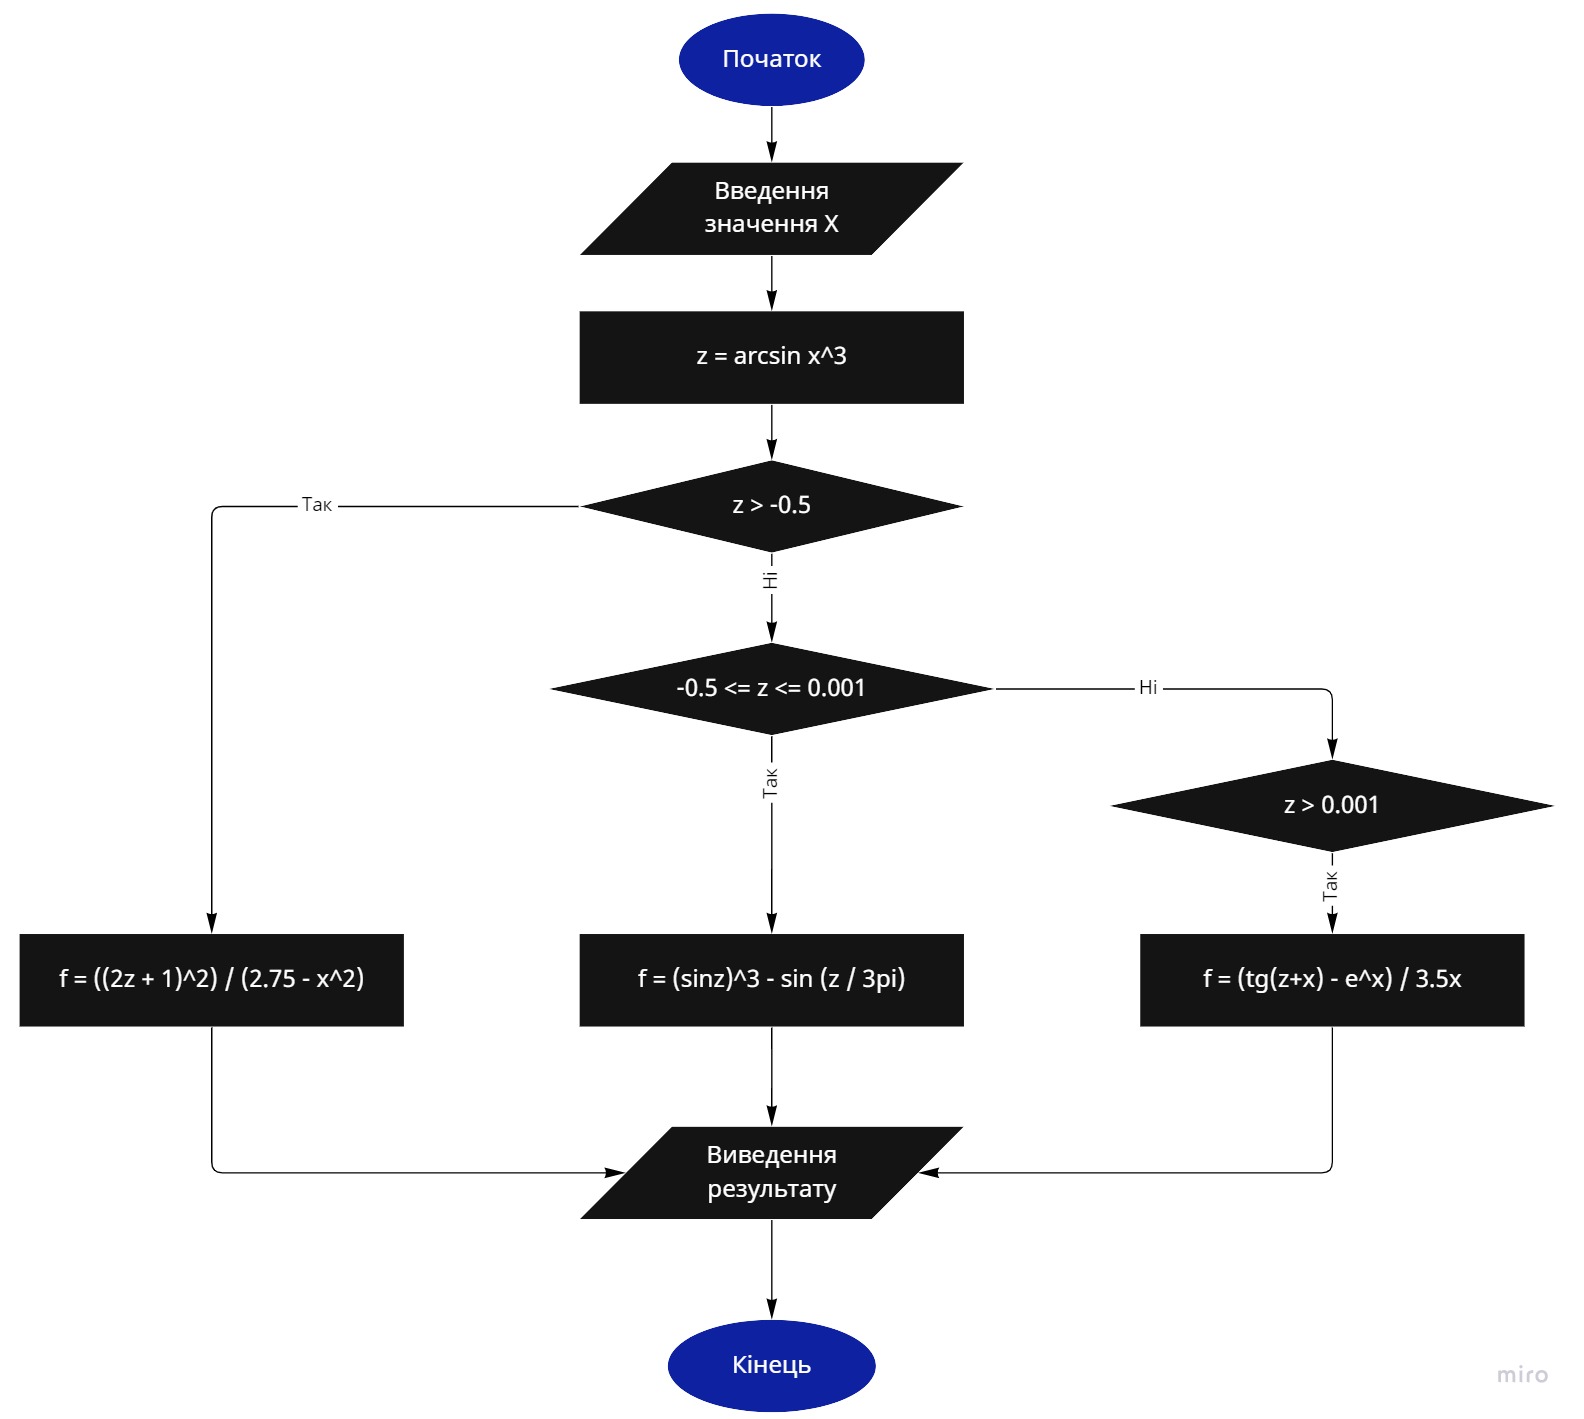 Початок
Введення
значення X
z = arcsin x^3
z > -0.5
Так
Ні
-0.5 <= z <= 0.001
Ні
Так
z > 0.001
Так
f = ((2z + 1)^2) / (2.75 - x^2)
f = (sinz)^3 - sin (z / 3pi)
f = (tg(z+x) - e^x) / 3.5x
Виведення
результату
Кінець
miro